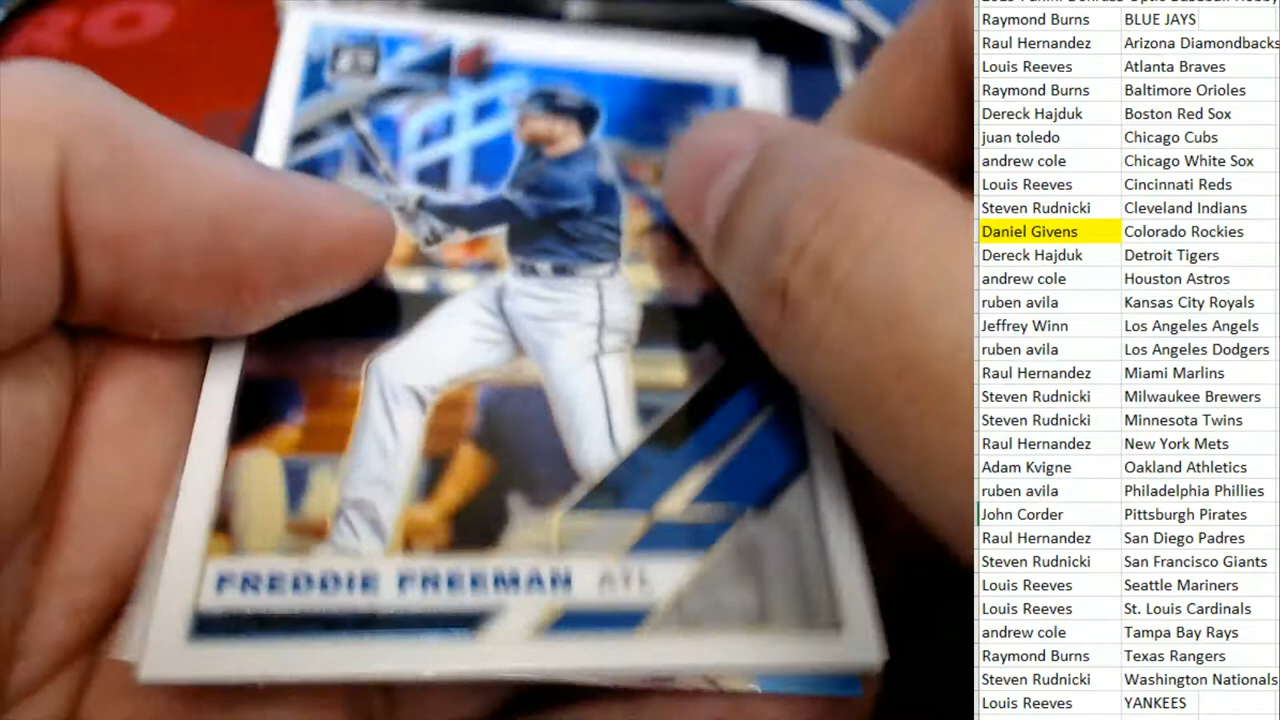 FREDDIE FREEMAN ATL
Raymond Burns BLUE JAYS
Raul Hernandez Arizona Diamondbacks
Louis Reeves Atlanta Braves
Raymond Burns Baltimore Orioles
Dereck Hajduk Boston Red Sox
juan toledo Chicago Cubs
andrew cole Chicago White Sox
Louis Reeves Cincinnati Reds
Steven Rudnicki Cleveland Indians
Daniel Givens Colorado Rockies
Dereck Hajduk Detroit Tigers
andrew cole Houston Astros
ruben avila Kansas City Royals
Jeffrey Winn Los Angeles Angels
ruben avila Los Angeles Dodgers
Raul Hernandez Miami Marlins
Steven Rudnicki Milwaukee Brewers
Steven Rudnicki Minnesota Twins
Raul Hernandez New York Mets
Adam Kvigne Oakland Athletics
ruben avila Philadelphia Phillies
John Corder Pittsburgh Pirates
Raul Hernandez San Diego Padres
Steven Rudnicki San Francisco Giants
Louis Reeves Seattle Mariners
Louis Reeves St. Louis Cardinals
andrew cole Tampa Bay Rays
Raymond Burns Texas Rangers
Steven Rudnicki Washington Nationals
Louis Reeves YANKEES